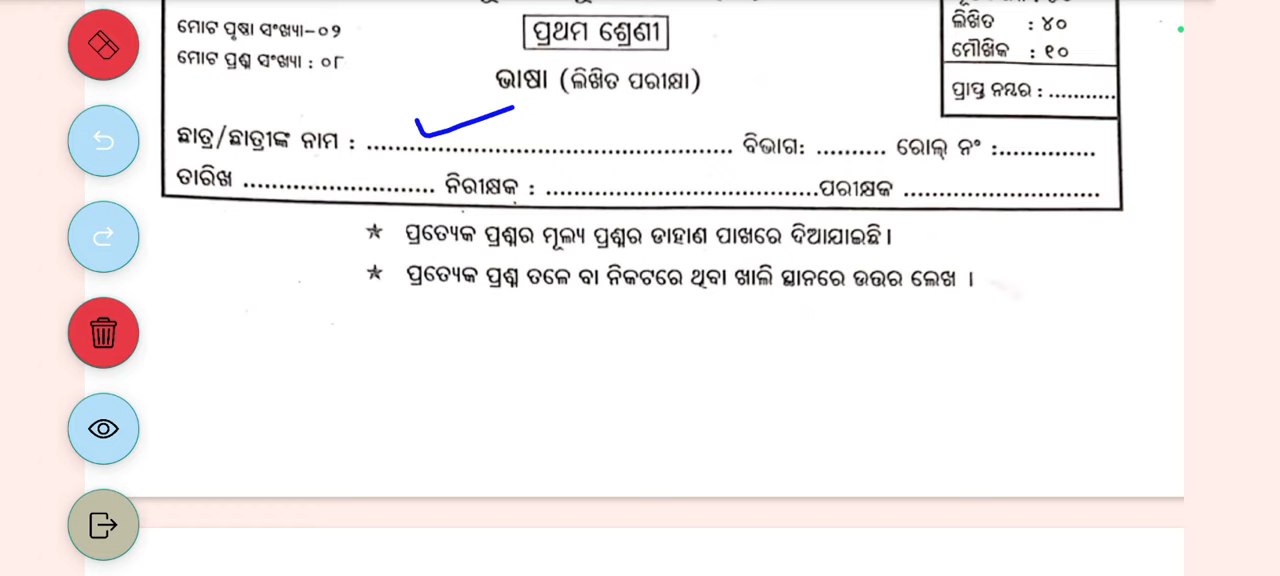 ମୋଟ ପୃଷ୍ଠା ସଂଖ୍ୟା-୦୨
ମୋଟ ପ୍ରଶ୍ନ ସଂଖ୍ୟା : ୦୮
ପ୍ରଥମ ଶ୍ରେଣୀ
ଭାଷା (ଲିଖିତ ପରୀକ୍ଷା)
ଲିଖିତ : ୪୦
ମୌଖିକ : ୧୦
ପ୍ରାପ୍ତ ନମ୍ବର : ...........
ଛାତ୍ର/ଛାତ୍ରୀଙ୍କ ନାମ : ..................................................... ବିଭାଗ: .......... ରୋଲ୍ ନଂ :..............
ତାରିଖ ............................ ନିରୀକ୍ଷକ : ........................................ପରୀକ୍ଷକ .............................
★ ପ୍ରତ୍ୟେକ ପ୍ରଶ୍ନର ମୂଲ୍ୟ ପ୍ରଶ୍ନର ଡାହାଣ ପାଖରେ ଦିଆଯାଇଛି ।
★ ପ୍ରତ୍ୟେକ ପ୍ରଶ୍ନ ତଳେ ବା ନିକଟରେ ଥିବା ଖାଲି ସ୍ଥାନରେ ଉତ୍ତର ଲେଖ ।